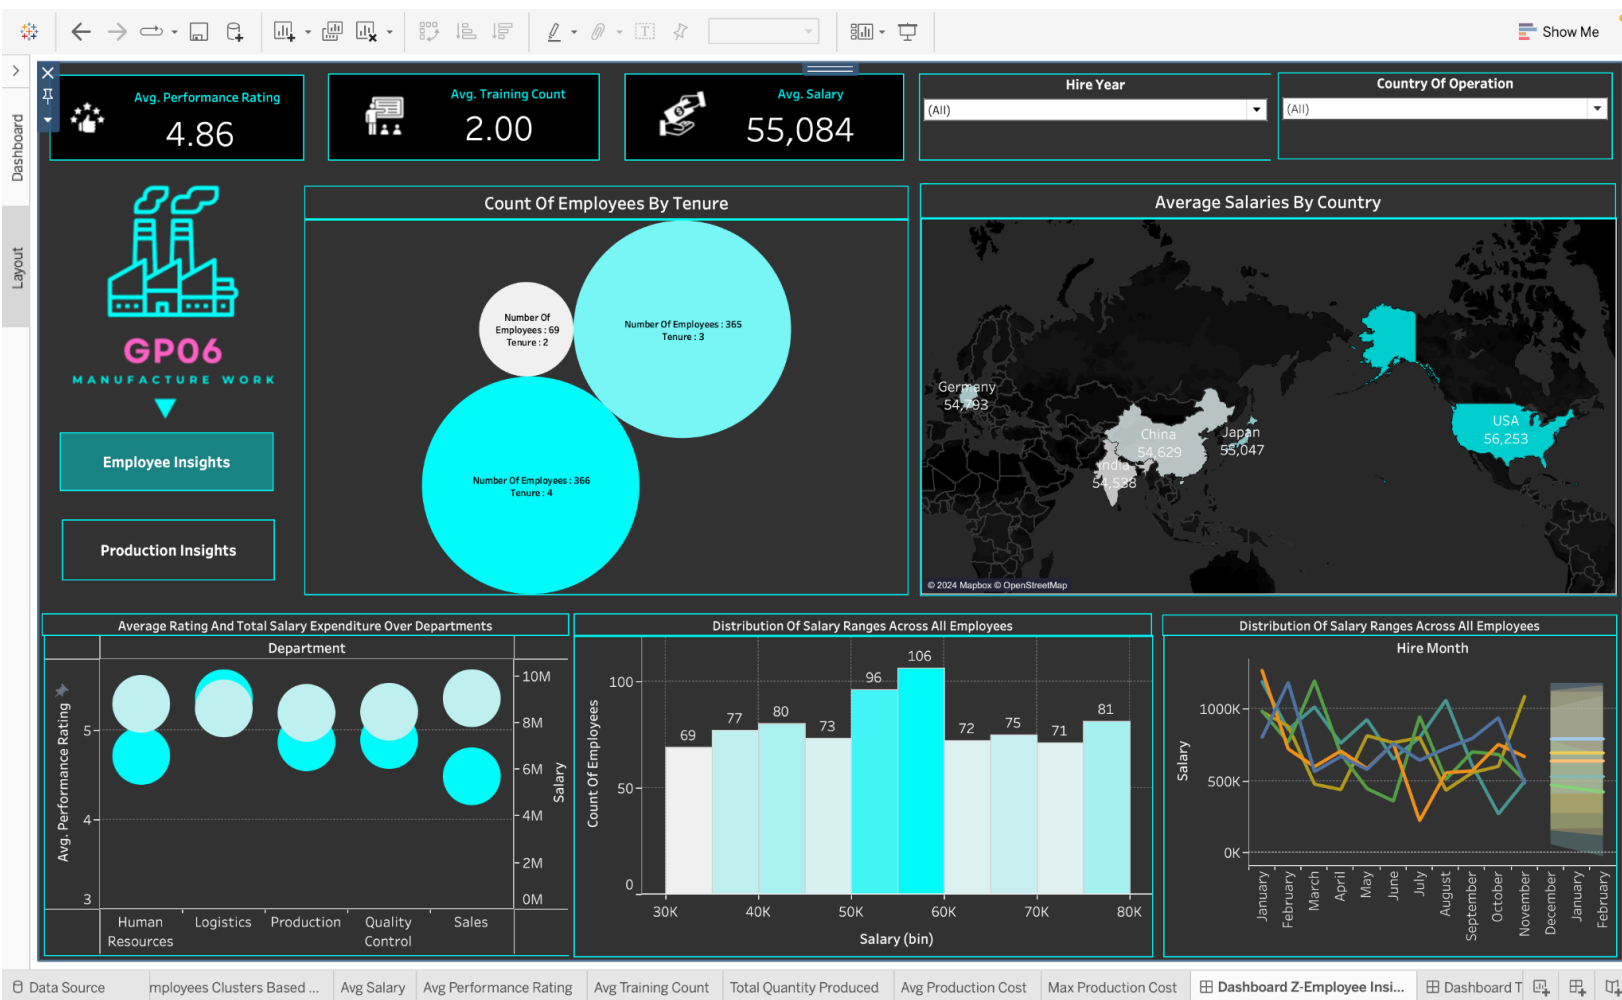 Show Me
Dashboard
Layout
Avg. Performance Rating
4.86
Avg. Training Count
2.00
Avg. Salary
55,084
Hire Year
(All)
Country Of Operation
(All)
GP06
MANUFACTURE WORK
Employee Insights
Production Insights
Count Of Employees By Tenure
Number Of
Employees : 69
Tenure : 2
Number Of Employees : 365
Tenure : 3
Number Of Employees : 366
Tenure : 4
Average Salaries By Country
Germany
54,793
China
54,629
Japan
55,047
India
54,538
USA
56,253
© 2024 Mapbox © OpenStreetMap
Average Rating And Total Salary Expenditure Over Departments
Department
Avg. Performance Rating
5
4
3
10M
8M
6M
4M
2M
0M
Salary
Human
Resources
Logistics
Production
Quality
Control
Sales
Distribution Of Salary Ranges Across All Employees
Count Of Employees
100
50
0
69
77
80
73
96
106
72
75
71
81
30K
40K
50K
60K
70K
80K
Salary (bin)
Distribution Of Salary Ranges Across All Employees
Hire Month
Salary
1000K
500K
0K
January
February
March
April
May
June
July
August
September
October
November
December
January
February
Data Source
mployees Clusters Based ...
Avg Salary
Avg Performance Rating
Avg Training Count
Total Quantity Produced
Avg Production Cost
Max Production Cost
Dashboard Z-Employee Insi...
Dashboard T